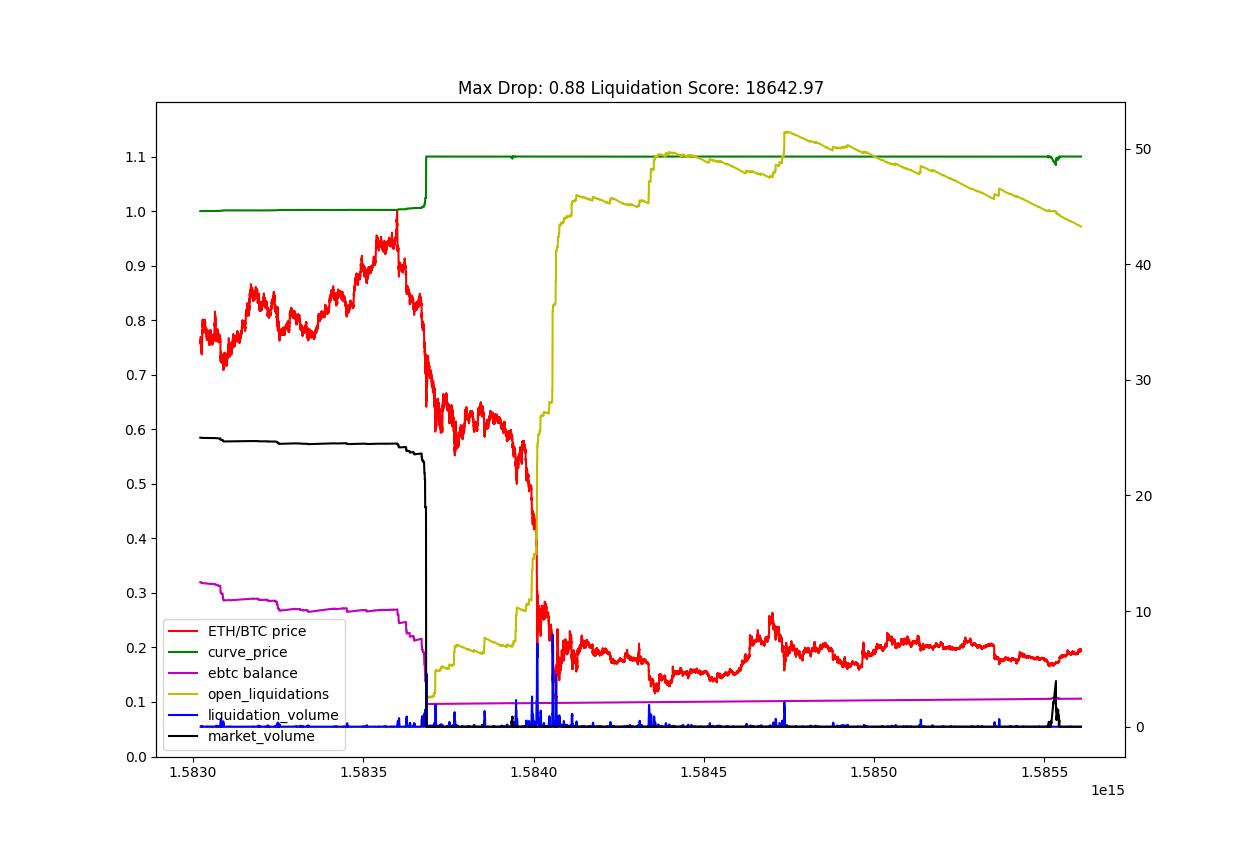 Max Drop: 0.88 Liquidation Score: 18642.97
1.1
1.0
0.9
0.8
0.7
0.6
0.5
0.4
0.3
0.2
0.1
0.0
50
40
30
20
10
0
ETH/BTC price
curve_price
ebtc balance
open_liquidations
liquidation_volume
market_volume
1.5830 1.5835 1.5840 1.5845 1.5850 1.5855
1e15